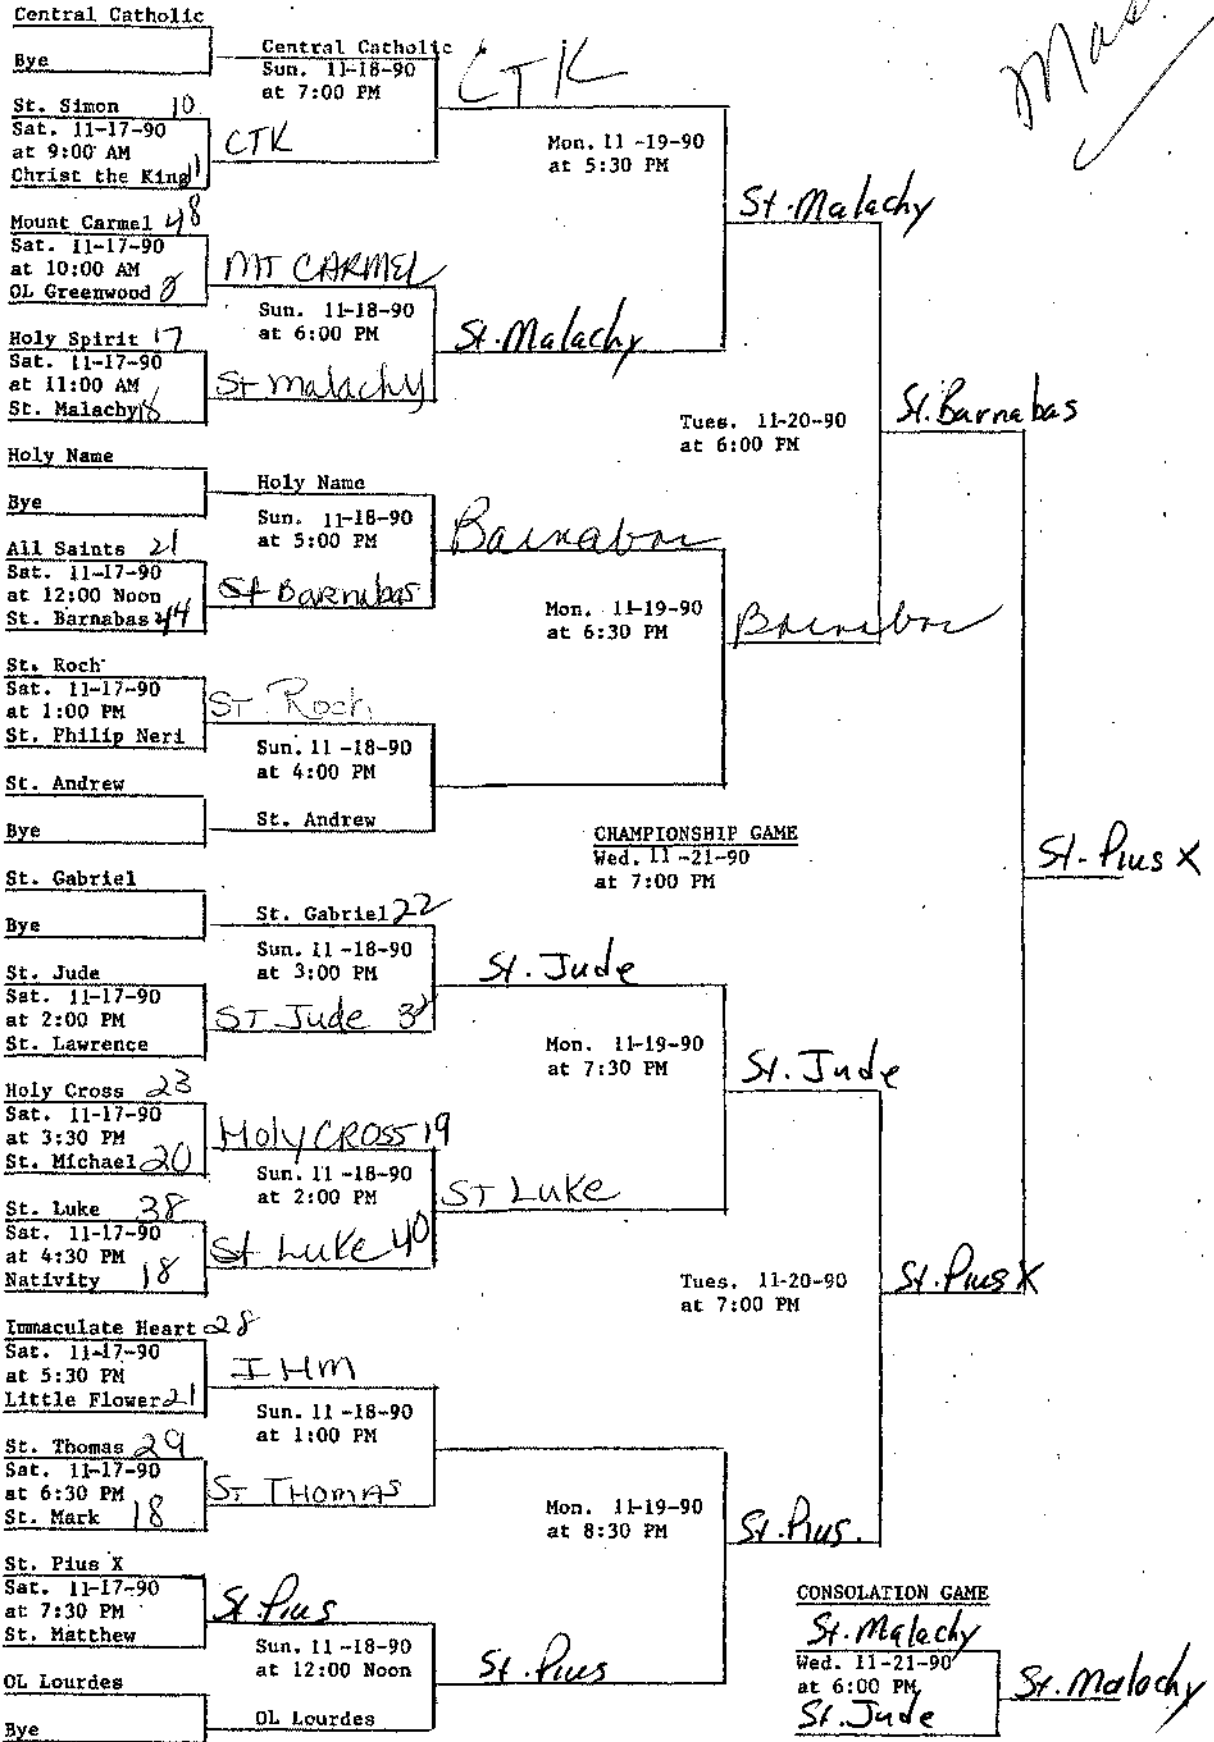 Central Catholic
Bye
Central Catholic
Sun. 11-18-90
at 7:00 PM
CTK
St. Simon 10
Sat. 11-17-90
at 9:00 AM
Christ the King 11
CTK
Mon. 11-19-90
at 5:30 PM
St. Malachy
Mount Carmel 48
Sat. 11-17-90
at 10:00 AM
OL Greenwood
MT CARMEL
Sun. 11-18-90
at 6:00 PM
St. Malachy
Holy Spirit 17
Sat. 11-17-90
at 11:00 AM
St. Malachy 18
St Malachy
Tues. 11-20-90
at 6:00 PM
St. Barnabas
Holy Name
Bye
Holy Name
Sun. 11-18-90
at 5:00 PM
Barnabas
All Saints 21
Sat. 11-17-90
at 12:00 Noon
St. Barnabas 44
St Barnabas
Mon. 11-19-90
at 6:30 PM
Barnabas
St. Roch
Sat. 11-17-90
at 1:00 PM
St. Philip Neri
ST. Roch
Sun. 11-18-90
at 4:00 PM
St. Andrew
Bye
St. Andrew
CHAMPIONSHIP GAME
Wed. 11-21-90
at 7:00 PM
St. Pius X
St. Gabriel
Bye
St. Gabriel 22
Sun. 11-18-90
at 3:00 PM
St. Jude
St. Jude
Sat. 11-17-90
at 2:00 PM
St. Lawrence
ST Jude
Mon. 11-19-90
at 7:30 PM
St. Jude
Holy Cross 23
Sat. 11-17-90
at 3:30 PM
St. Michael 20
Holy CROSS 19
Sun. 11-18-90
at 2:00 PM
ST LUKE
St. Luke 38
Sat. 11-17-90
at 4:30 PM
Nativity 18
St Luke 40
Tues. 11-20-90
at 7:00 PM
St. Pius X
Immaculate Heart 28
Sat. 11-17-90
at 5:30 PM
Little Flower 21
IHM
Sun. 11-18-90
at 1:00 PM
St. Thomas 29
Sat. 11-17-90
at 6:30 PM
St. Mark 18
ST THOMAS
Mon. 11-19-90
at 8:30 PM
St. Pius.
St. Pius X
Sat. 11-17-90
at 7:30 PM
St. Matthew
St. Pius
Sun. 11-18-90
at 12:00 Noon
St. Pius
OL Lourdes
Bye
OL Lourdes
CONSOLATION GAME
St. Malachy
Wed. 11-21-90
at 6:00 PM
St. Jude
St. Malachy